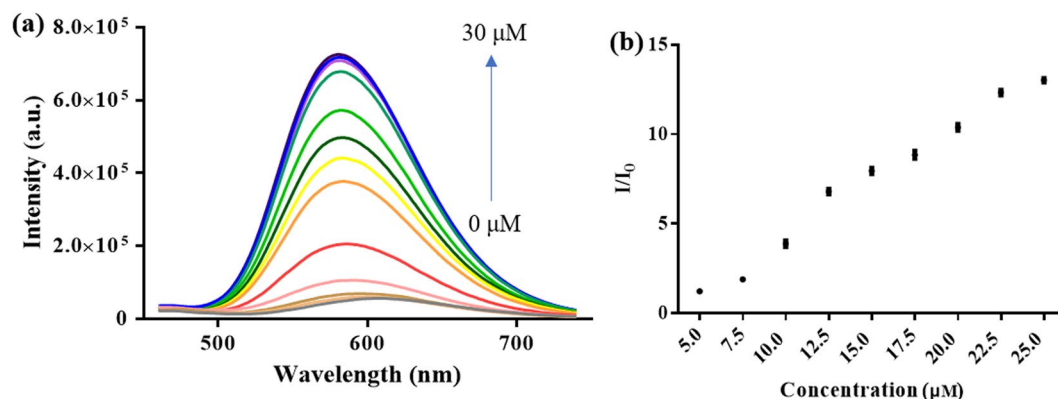 (a)
8.0×10⁵
6.0×10⁵
4.0×10⁵
2.0×10⁵
0
Intensity (a.u.)
30 μM
0 μM
500
600
700
Wavelength (nm)
(b)
15
10
5
0
I/I₀
5.0
7.5
10.0
12.5
15.0
17.5
20.0
22.5
25.0
Concentration (μM)